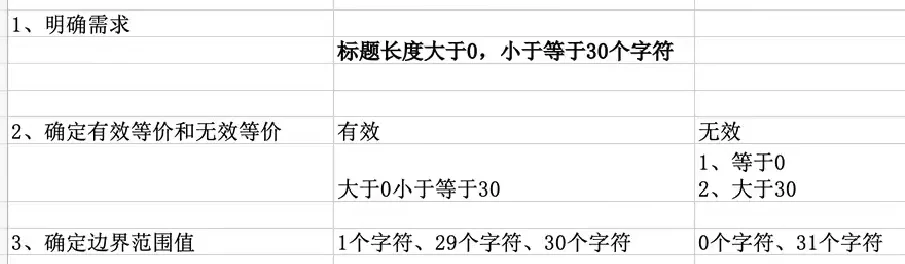 1、明确需求
标题长度大于0，小于等于30个字符
2、确定有效等价和无效等价 有效 无效
1、等于0
大于0小于等于30 2、大于30
3、确定边界范围值 1个字符、29个字符、30个字符 0个字符、31个字符